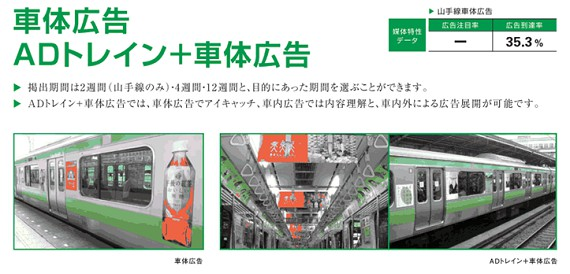 車体広告
ADトレイン＋車体広告
▶ 山手線車体広告
媒体特性
データ
広告注目率
広告到達率
ー
35.3%
▶ 掲出期間は2週間（山手線のみ）・4週間・12週間と、目的にあった期間を選ぶことができます。
▶ ADトレイン＋車体広告では、車体広告でアイキャッチ、車内広告では内容理解と、車内外による広告展開が可能です。
車体広告
ADトレイン＋車体広告